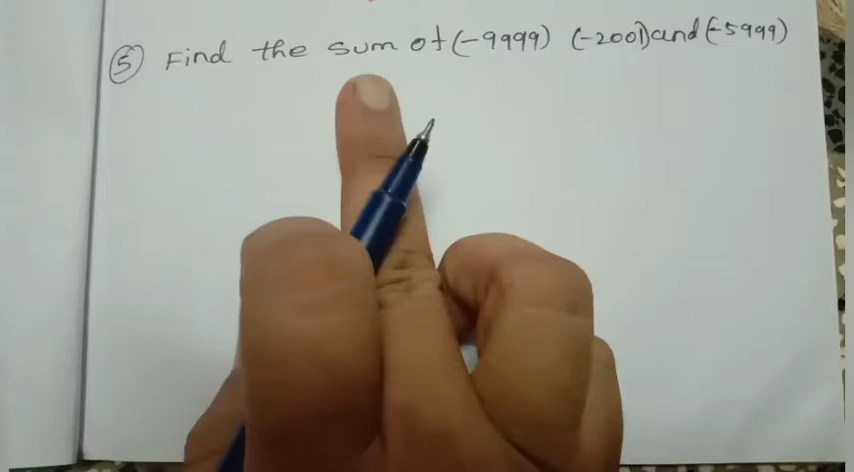 (5) Find the sum of (-9999) (-2001) and (-5999)